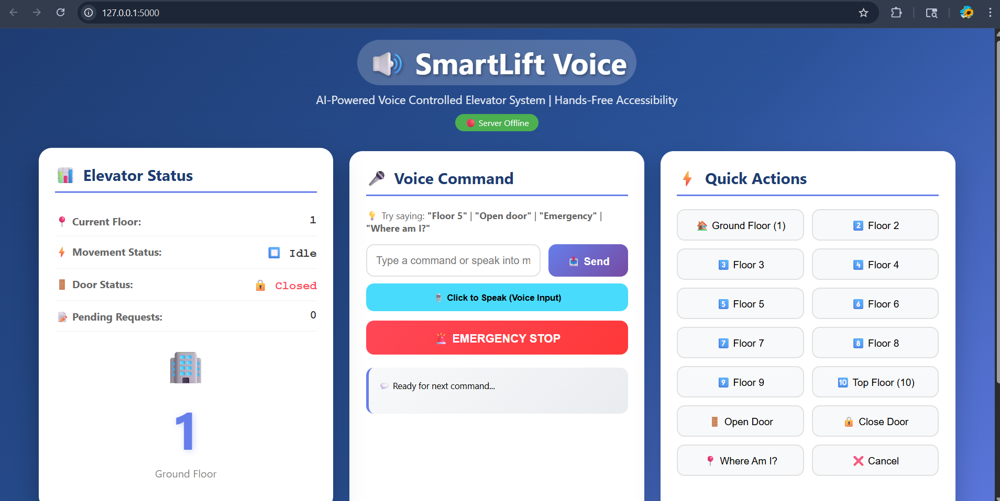 127.0.0.1:5000
SmartLift Voice
AI-Powered Voice Controlled Elevator System | Hands-Free Accessibility
Server Offline
Elevator Status
Current Floor: 1
Movement Status: Idle
Door Status: Closed
Pending Requests: 0
1
Ground Floor
Voice Command
Try saying: "Floor 5" | "Open door" | "Emergency" |
"Where am I?"
Type a command or speak into m
Send
Click to Speak (Voice Input)
EMERGENCY STOP
Ready for next command...
Quick Actions
Ground Floor (1)
2 Floor 2
3 Floor 3
4 Floor 4
5 Floor 5
6 Floor 6
7 Floor 7
8 Floor 8
9 Floor 9
10 Top Floor (10)
Open Door
Close Door
Where Am I?
Cancel